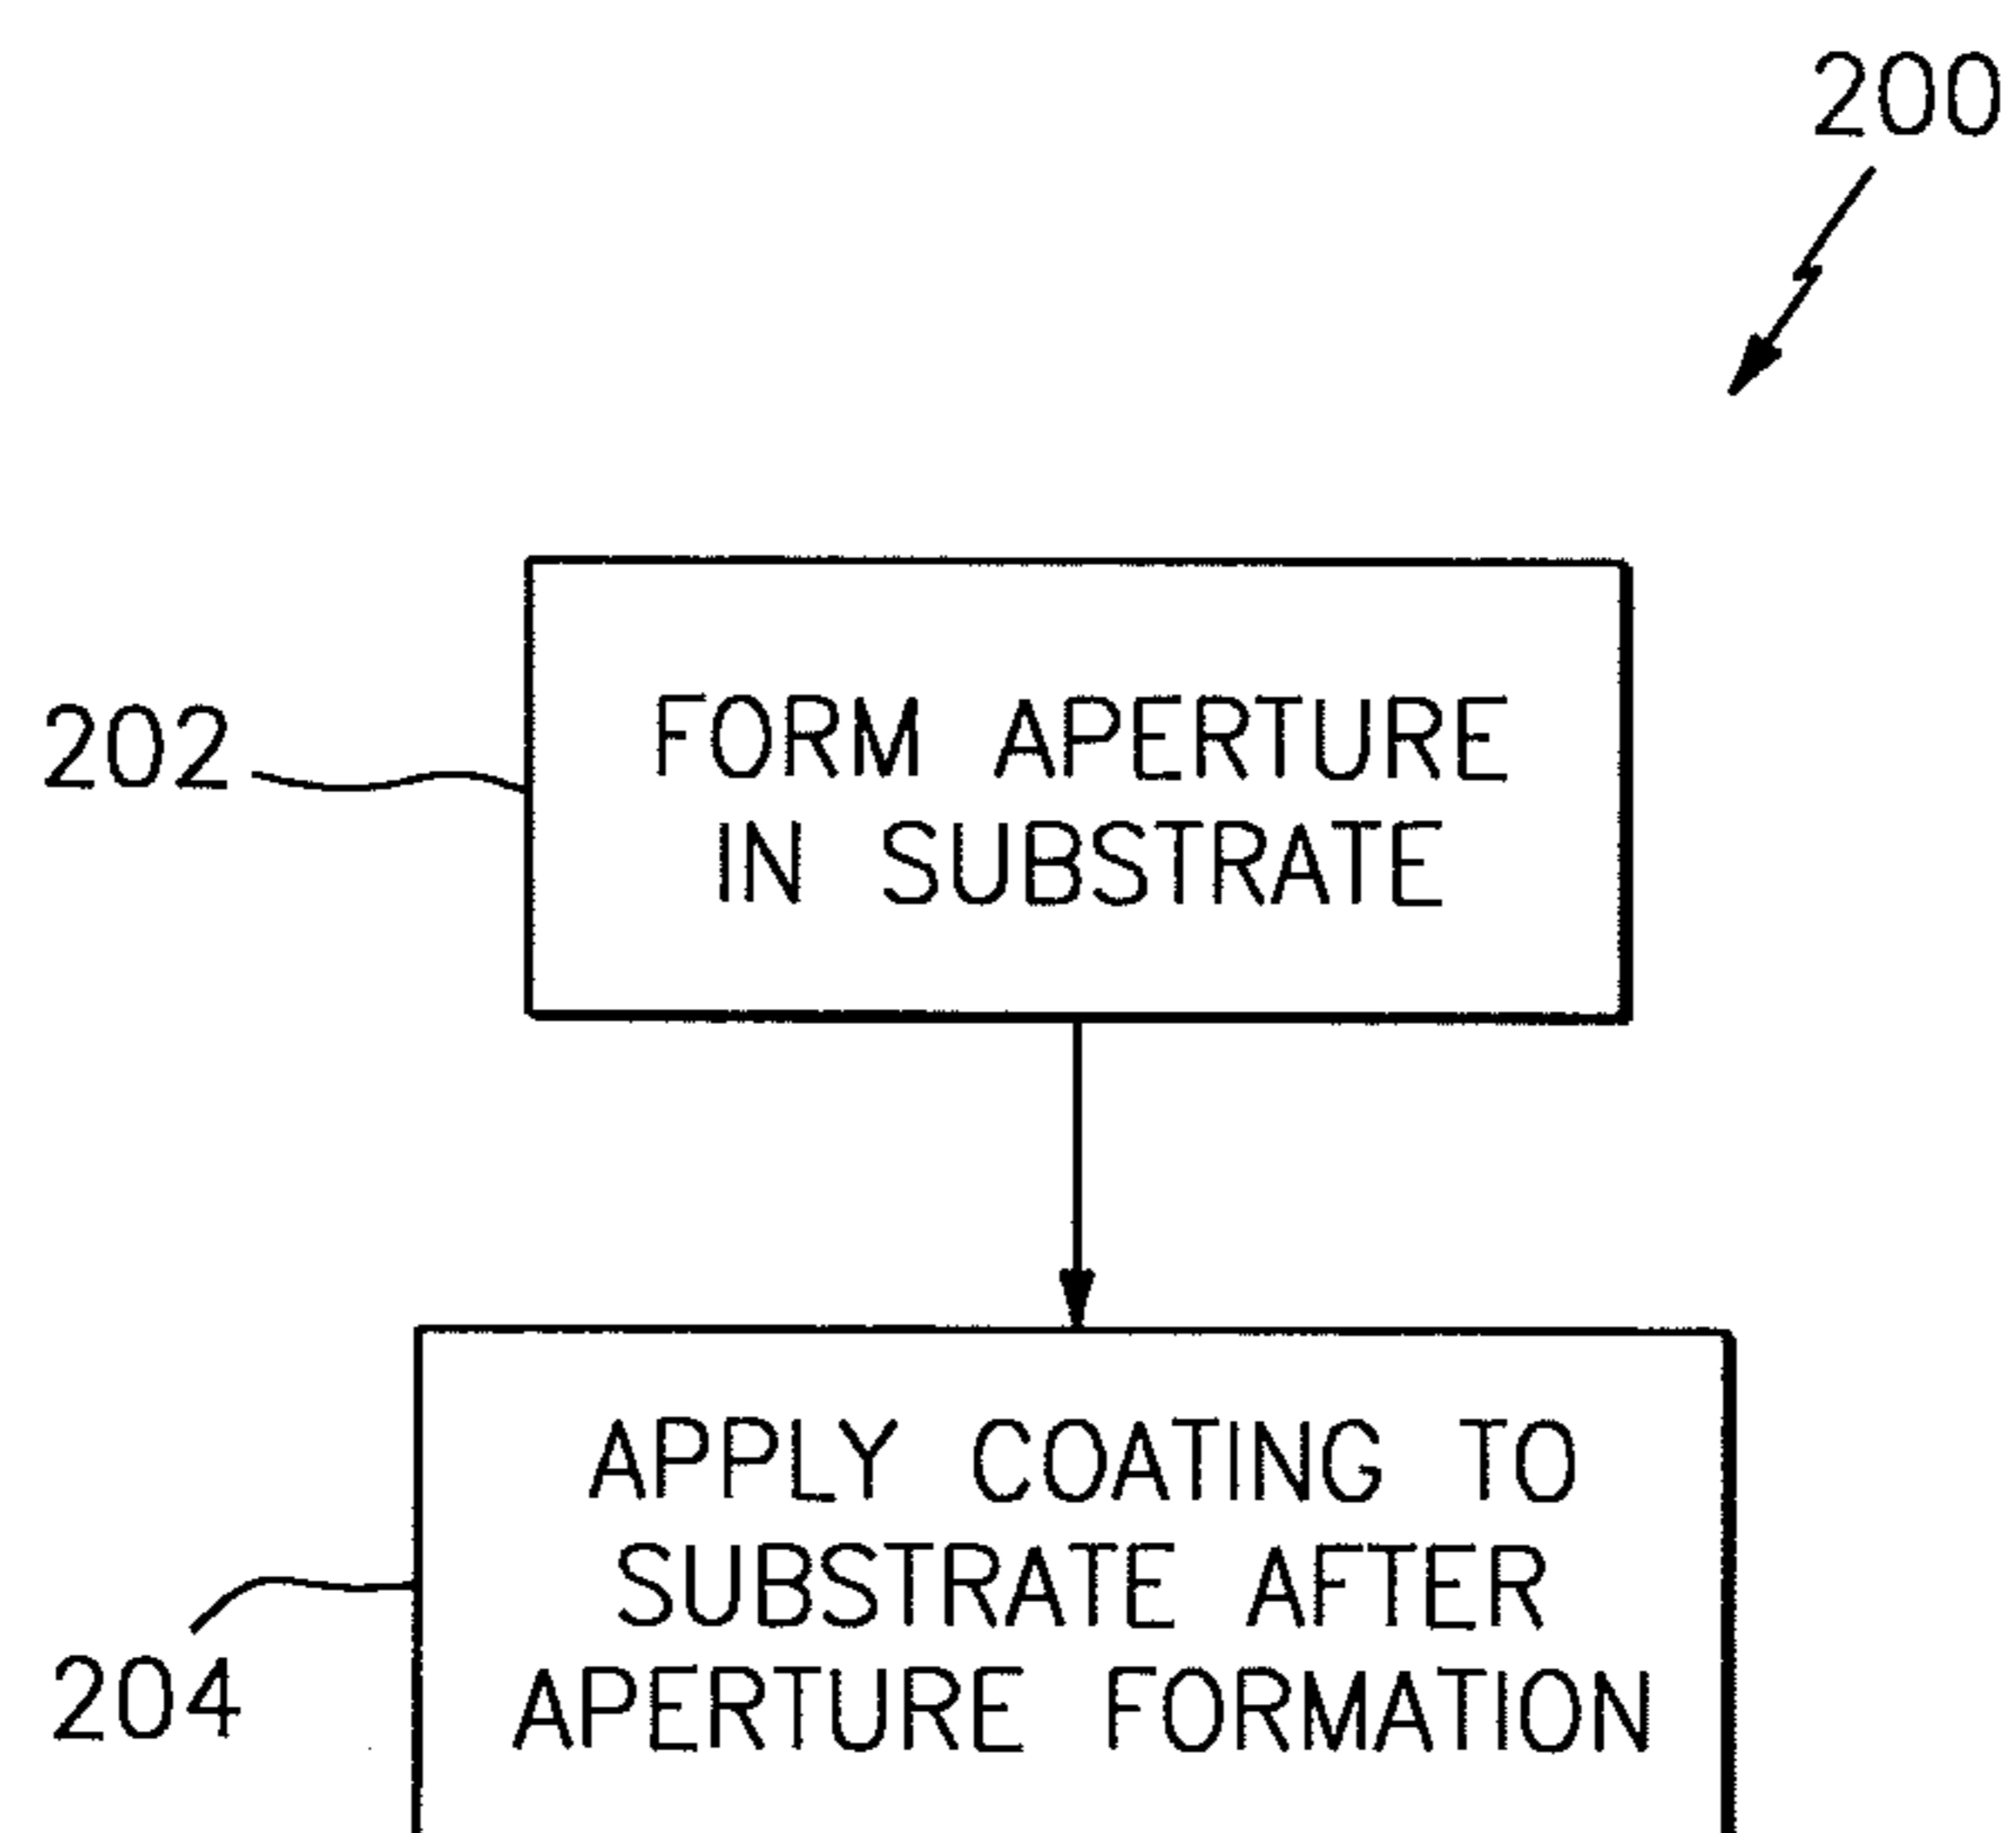 200
202
FORM APERTURE
IN SUBSTRATE
204
APPLY COATING TO
SUBSTRATE AFTER
APERTURE FORMATION